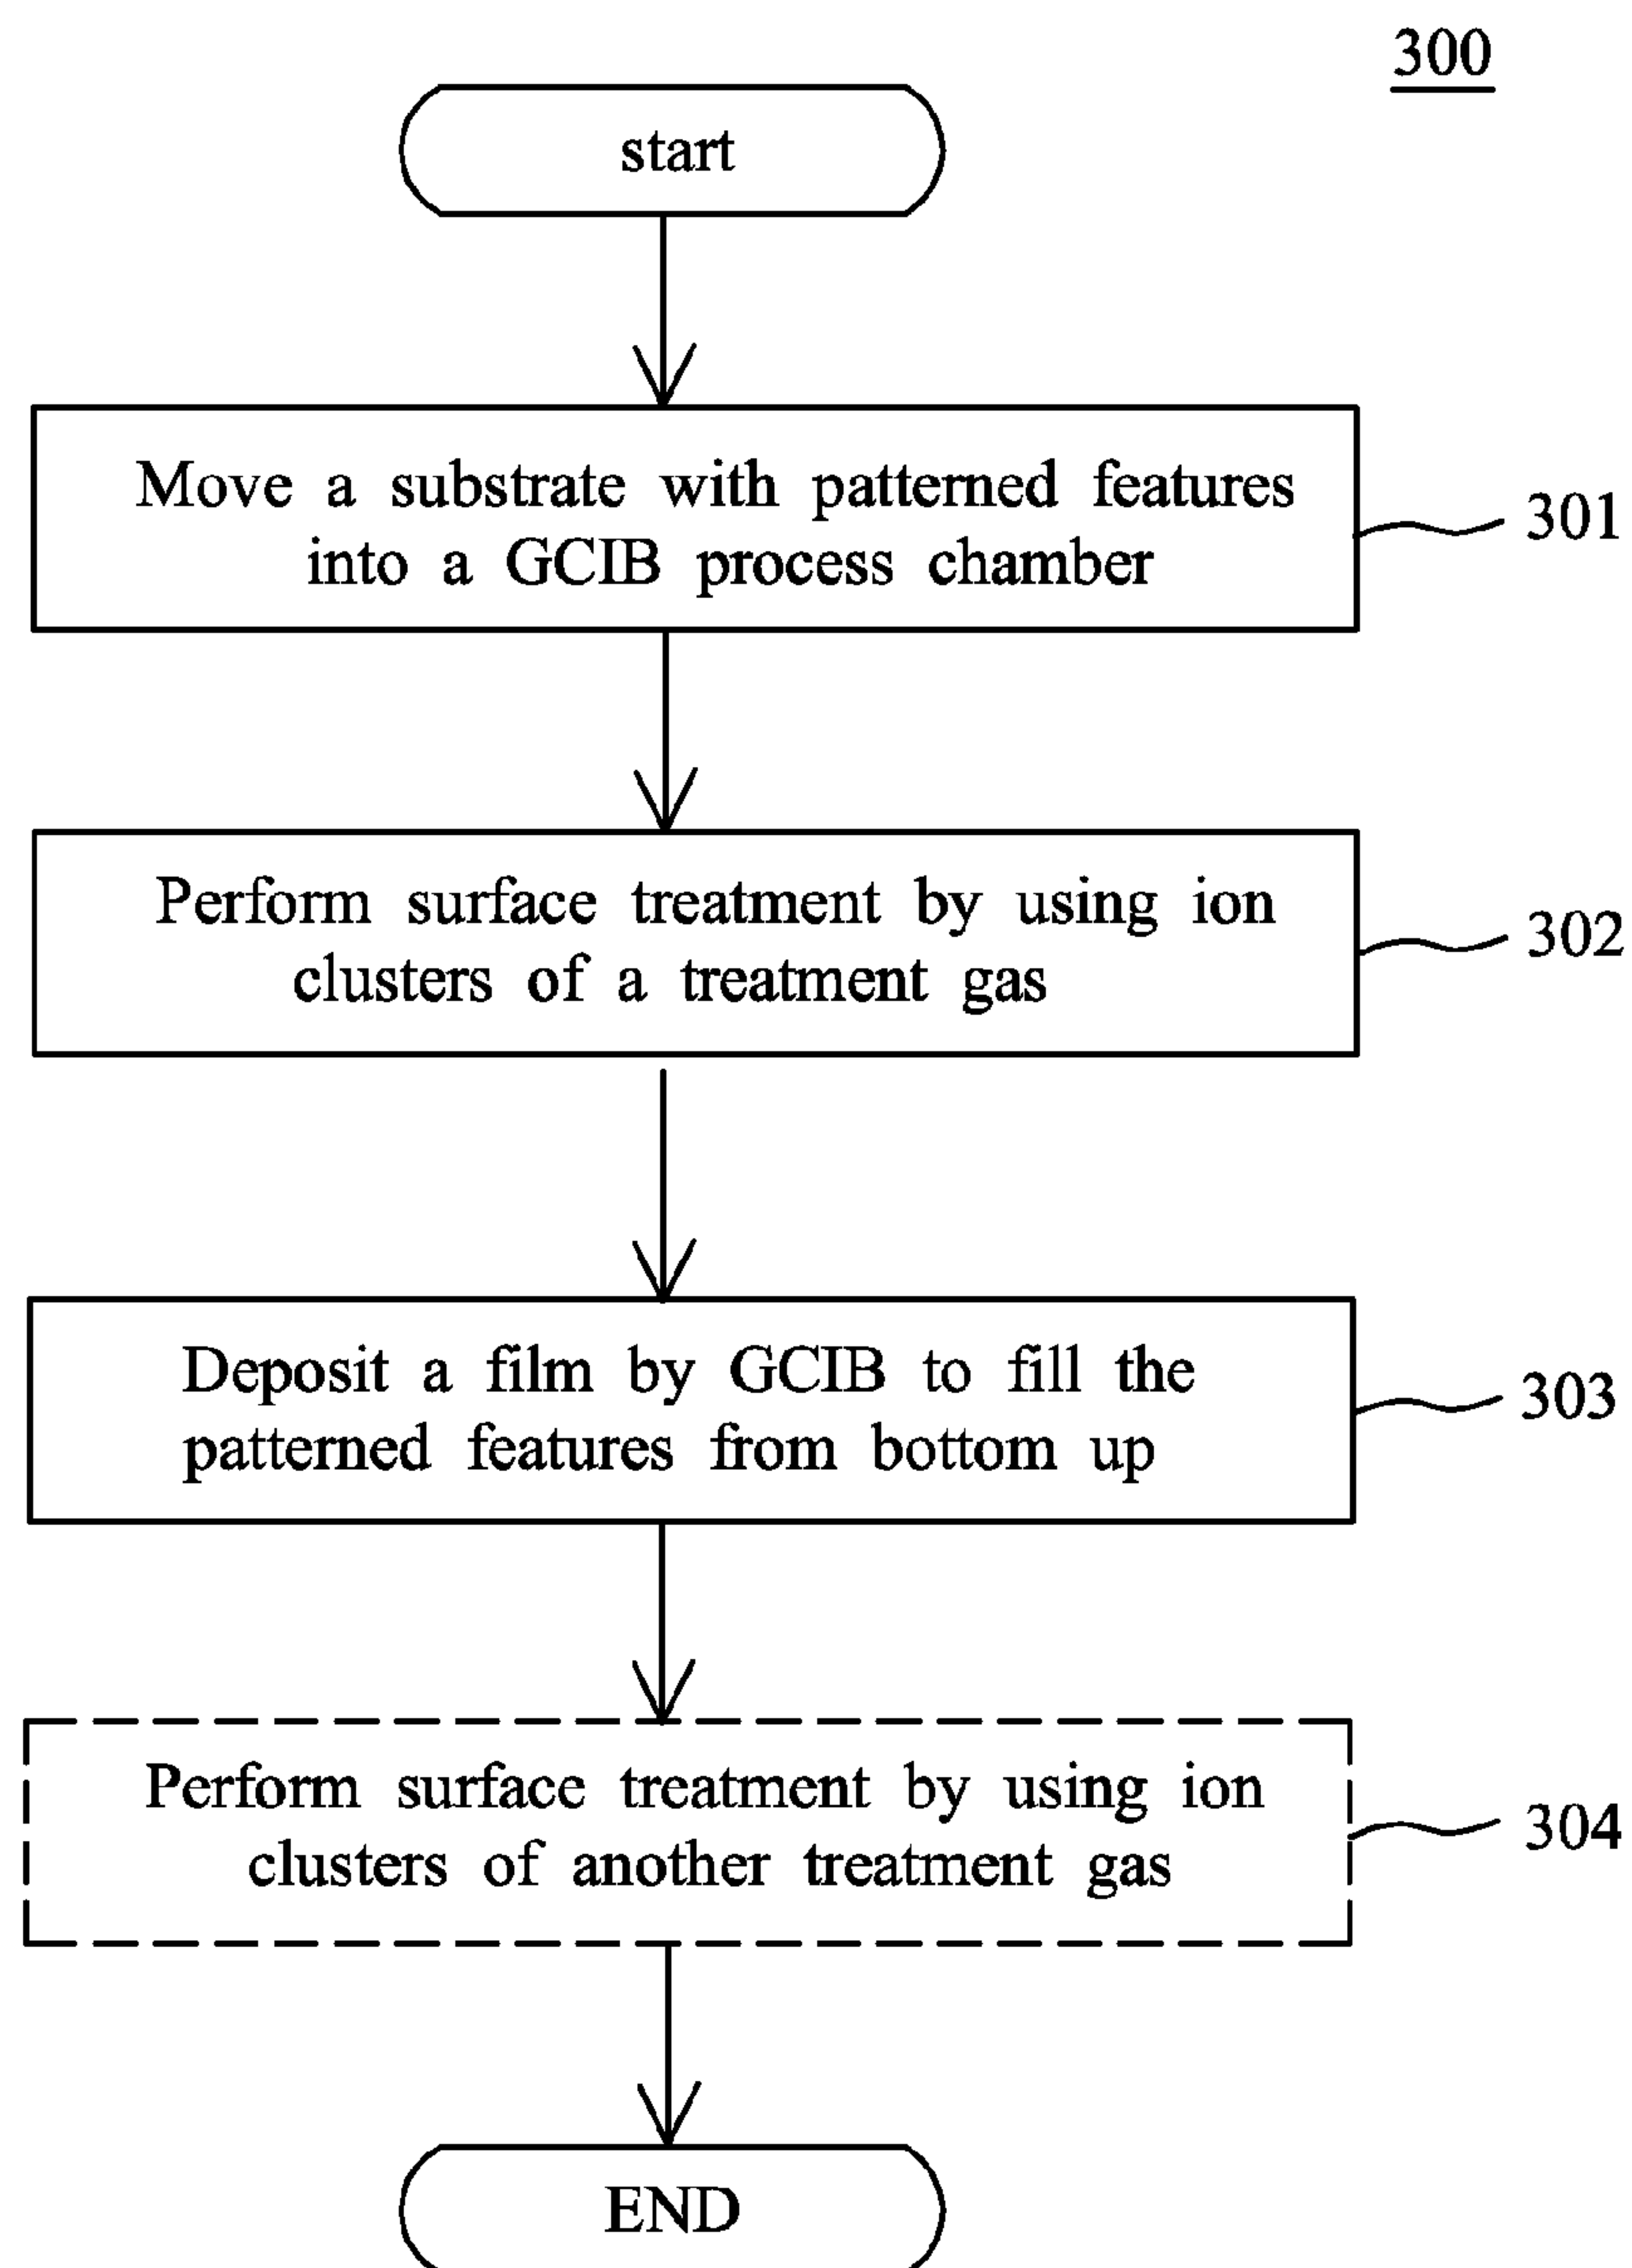 300
start
Move a substrate with patterned features
into a GCIB process chamber
301
Perform surface treatment by using ion
clusters of a treatment gas
302
Deposit a film by GCIB to fill the
patterned features from bottom up
303
Perform surface treatment by using ion
clusters of another treatment gas
304
END